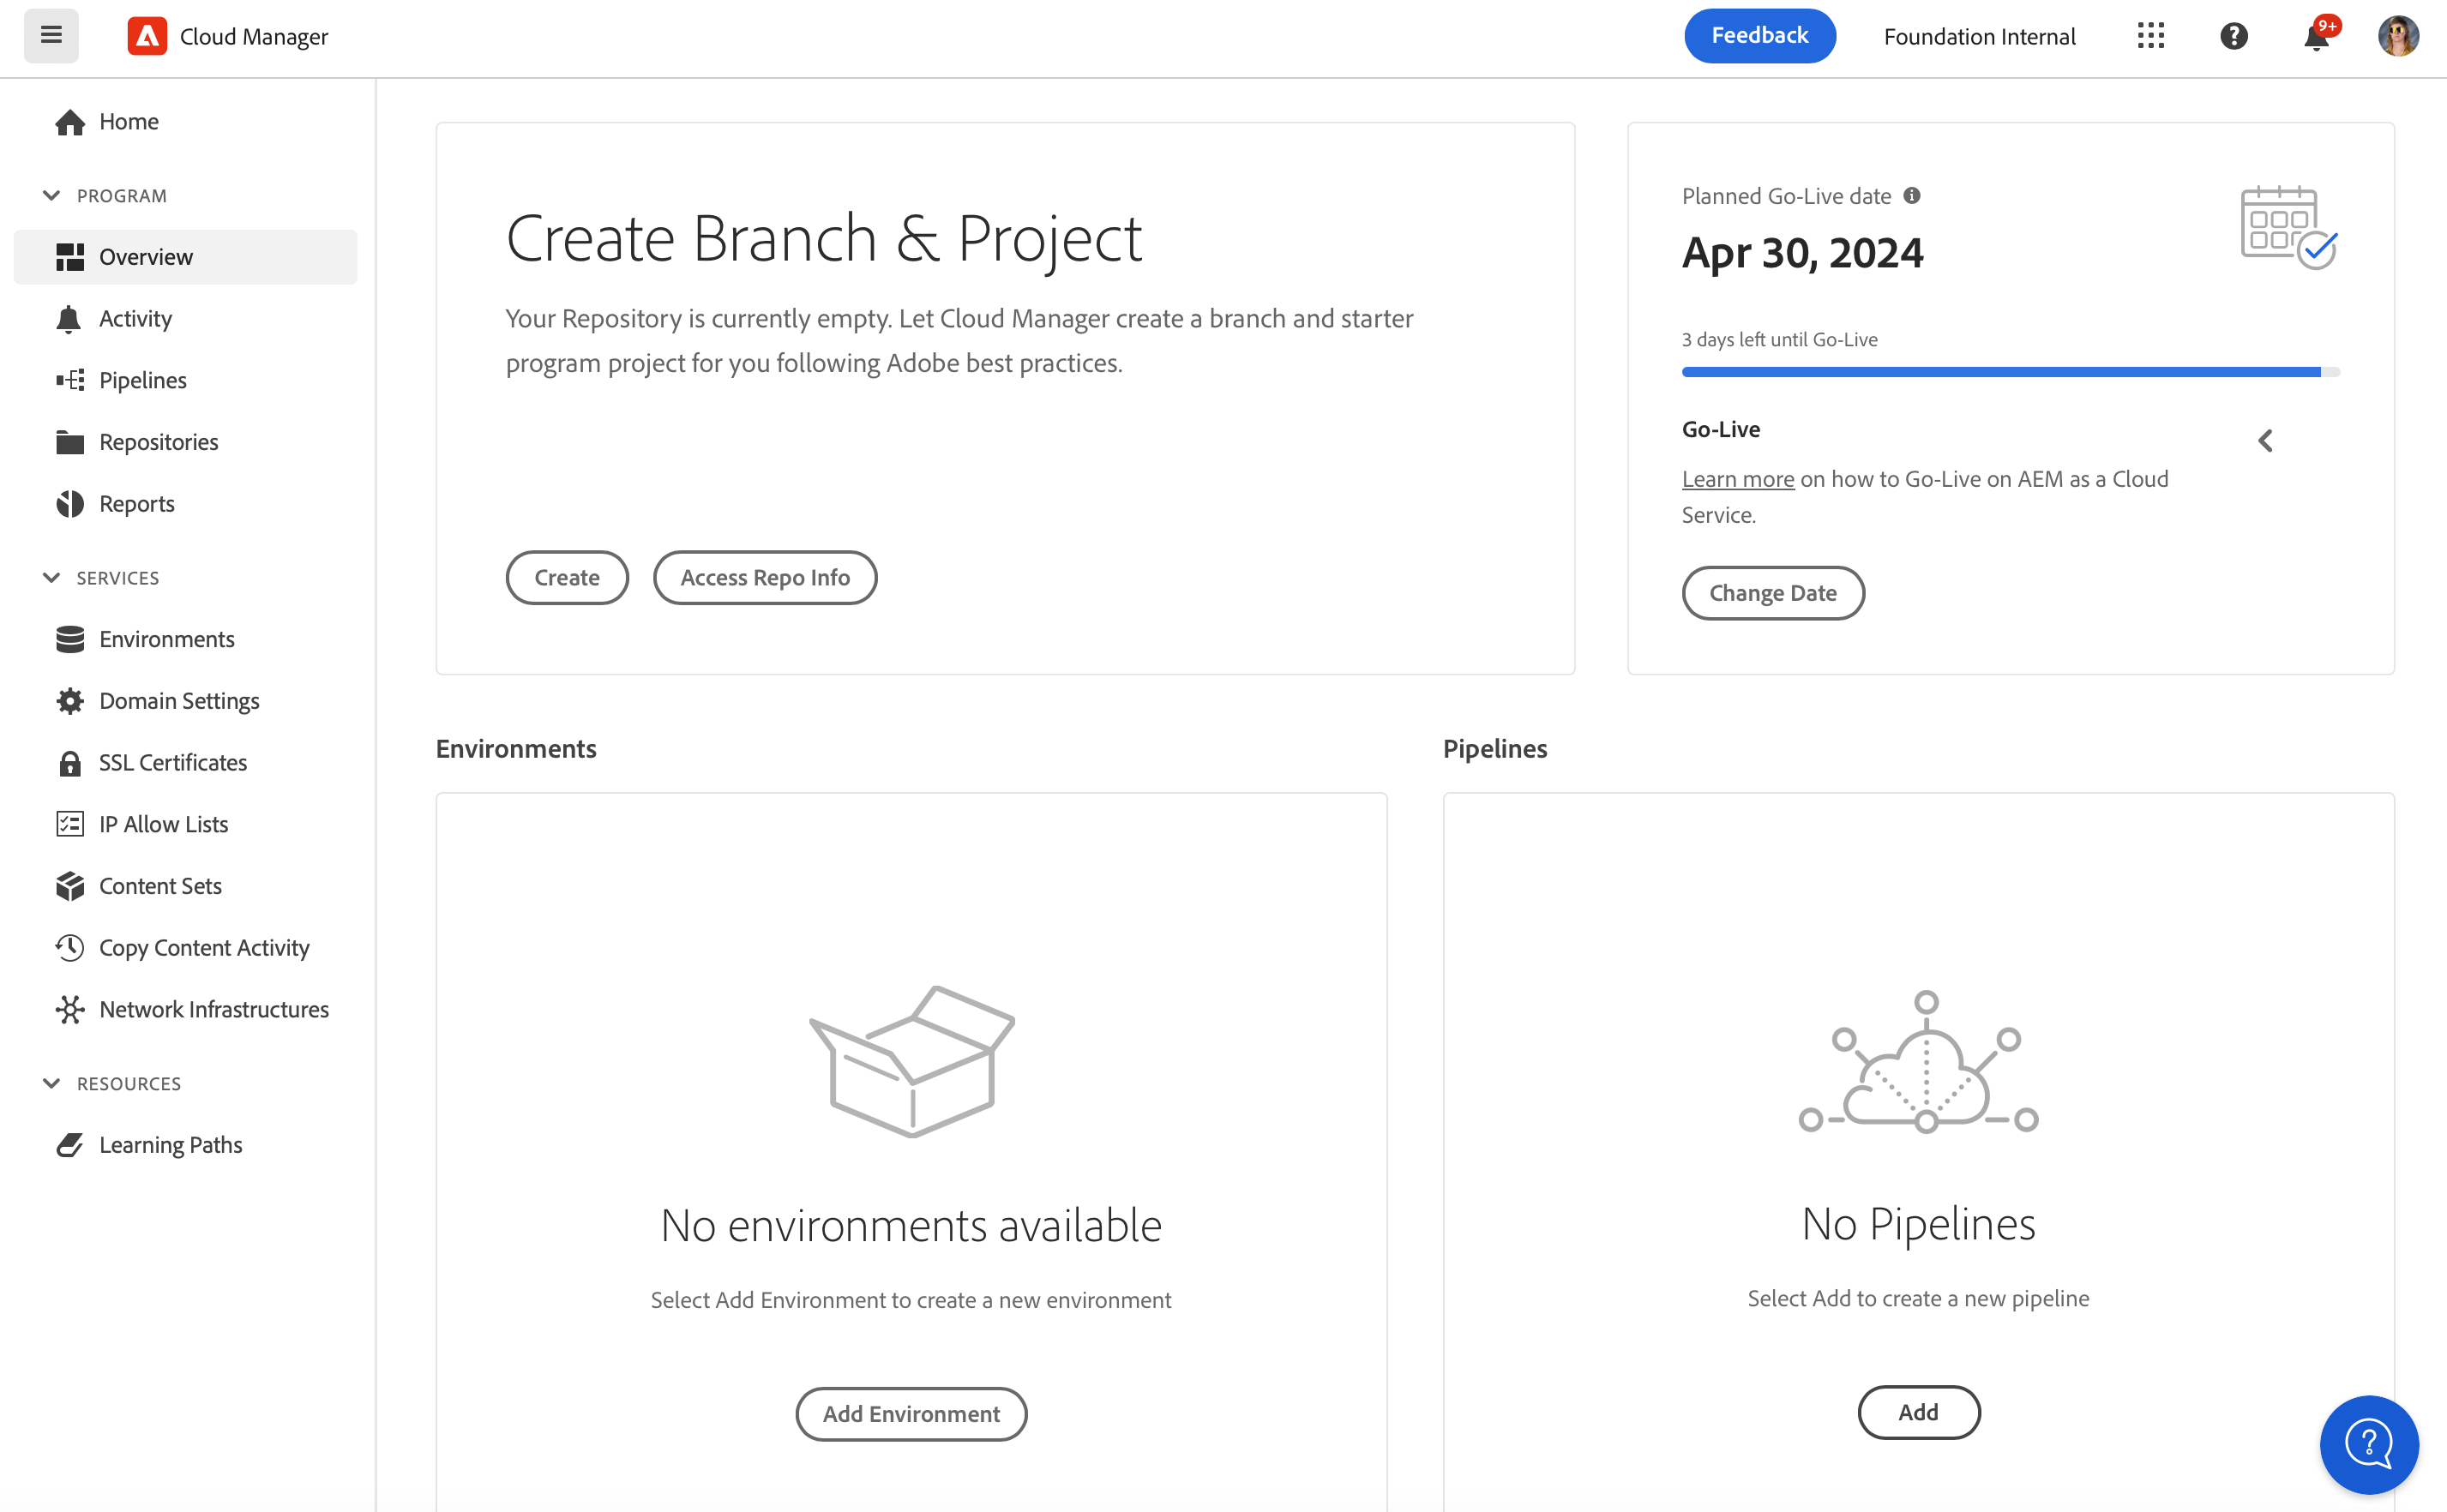 Cloud Manager
Feedback
Foundation Internal
9+
Home
PROGRAM
Overview
Activity
Pipelines
Repositories
Reports
SERVICES
Environments
Domain Settings
SSL Certificates
IP Allow Lists
Content Sets
Copy Content Activity
Network Infrastructures
RESOURCES
Learning Paths
Create Branch & Project
Your Repository is currently empty. Let Cloud Manager create a branch and starter
program project for you following Adobe best practices.
Create
Access Repo Info
Planned Go-Live date
Apr 30, 2024
3 days left until Go-Live
Go-Live
Learn more on how to Go-Live on AEM as a Cloud
Service.
Change Date
Environments
No environments available
Select Add Environment to create a new environment
Add Environment
Pipelines
No Pipelines
Select Add to create a new pipeline
Add